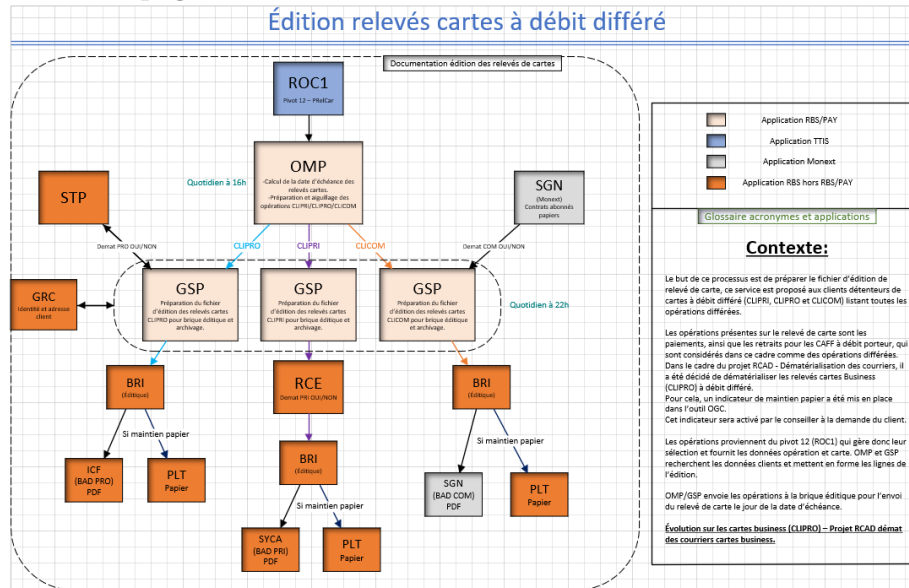 Édition relevés cartes à débit différé
Documentation édition des relevés de cartes
ROC1
Pivot 12 – PRelCar
OMP
-Calcul de la date d'échéance des
relevés cartes.
-Préparation et aiguillage des
opérations CLIPRI/CLIPRO/CLICOM
Quotidien à 16h
STP
SGN
(Monext)
Contrats abonnés
papiers
Demat PRO OUI/NON
CLIPRO
CLIPRI
CLICOM
Demat COM OUI/NON
GRC
Identité et adresse
client
GSP
Préparation du fichier
d'édition des relevés cartes
CLIPRO pour brique éditique et
archivage.
GSP
Préparation du fichier
d'édition des relevés cartes
CLIPRI pour brique éditique et
archivage.
GSP
Préparation du fichier
d'édition des relevés cartes
CLICOM pour brique éditique et
archivage.
Quotidien à 22h
BRI
(Éditique)
RCE
Demat PRI OUI/NON
BRI
(Éditique)
Si maintien papier
Si maintien papier
ICF
(BAD PRO)
PDF
PLT
Papier
BRI
(Éditique)
SGN
(BAD COM)
PDF
PLT
Papier
Si maintien papier
SYCA
(BAD PRI)
PDF
PLT
Papier
Application RBS/PAY
Application TTIS
Application Monext
Application RBS hors RBS/PAY
Glossaire acronymes et applications
Contexte:
Le but de ce processus est de préparer le fichier d'édition de
relevé de carte, ce service est proposé aux clients détenteurs de
cartes à débit différé (CLIPRI, CLIPRO et CLICOM) listant toutes les
opérations différées.
Les opérations présentes sur le relevé de carte sont les
paiements, ainsi que les retraits pour les CAFF à débit porteur, qui
sont considérés dans ce cadre comme des opérations différées.
Dans le cadre du projet RCAD - Dématérialisation des courriers, il
a été décidé de dématérialiser les relevés cartes Business
(CLIPRO) à débit différé.
Pour cela, un indicateur de maintien papier a été mis en place
dans l'outil OGC.
Cet indicateur sera activé par le conseiller à la demande du client.
Les opérations proviennent du pivot 12 (ROC1) qui gère donc leur
sélection et fournit les données opération et carte. OMP et GSP
recherchent les données clients et mettent en forme les lignes de
l'édition.
OMP/GSP envoie les opérations à la brique éditique pour l'envoi
du relevé de carte le jour de la date d'échéance.
Évolution sur les cartes business (CLIPRO) – Projet RCAD démat
des courriers cartes business.